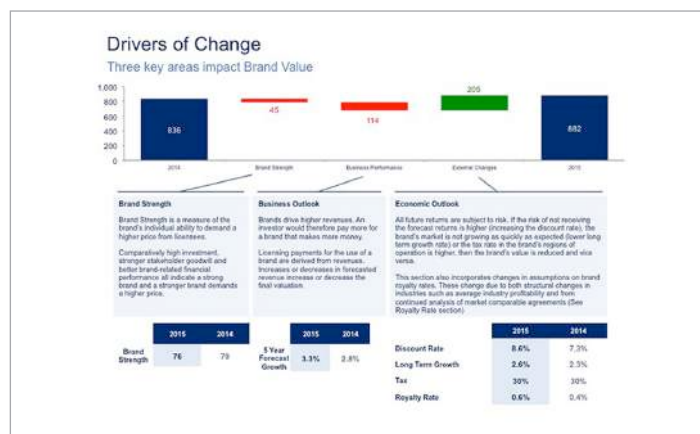 Drivers of Change
Three key areas impact Brand Value
1,000
800
600
400
200
0
836
45
114
205
882
2014
Brand Strength
Business Performance
External Changes
2015
Brand Strength
Brand Strength is a measure of the
brand's individual ability to demand a
higher price from licensees.
Comparatively high investment,
stronger stakeholder goodwill and
better brand-related financial
performance all indicate a strong
brand and a stronger brand demands
a higher price.
Business Outlook
Brands drive higher revenues. An
investor would therefore pay more for
a brand that makes more money.
Learning payments for the use of a
brand are derived from revenues.
Increases or decreases in forecasted
revenue increase or decrease the
final valuation.
Economic Outlook
All future returns are subject to risk. If the risk of not receiving
the forecast returns is higher (increasing the discount rate), the
brand's market is not growing as quickly as expected (lower long
term growth rate) or the tax rate in the brand's regions of
operation is higher, then the brand's value is reduced and vice
versa.
This section also incorporates changes in assumptions on brand
royalty rates. These change due to both structural changes in
industries such as average industry profitability and from
continued analysis of market comparable agreements (See
Royalty Rate section)
2015 2014
Brand Strength 76 79
2015 2014
5 Year Forecast Growth 3.3% 2.8%
2015 2014
Discount Rate 8.6% 7.3%
Long Term Growth 2.6% 2.3%
Tax 30% 30%
Royalty Rate 0.6% 0.4%